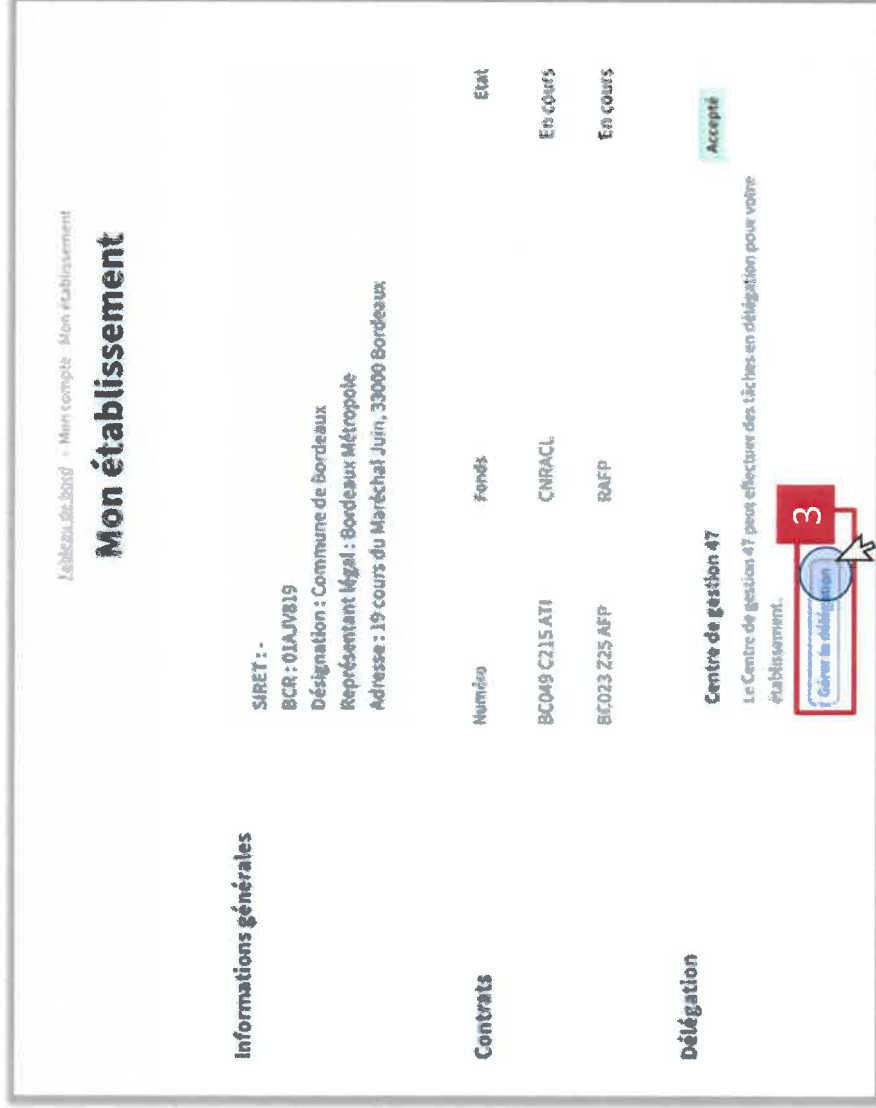 Tableau de bord > Mon compte Mon établissement
Mon établissement
Informations générales
SIRET : -
BCR : 01AJV819
Désignation : Commune de Bordeaux
Représentant légal : Bordeaux Métropole
Adresse : 19 cours du Maréchal Juin, 33000 Bordeaux
Contrats
Numéro Fonds Etat
BC049 C215 ATI CNRACL En cours
BC023 Z25 AFP RAFP En cours
Délégation
Centre de gestion 47 Accepté
Le Centre de gestion 47 peut effectuer des tâches en délégation pour votre
établissement.
Gérer la délégation
3